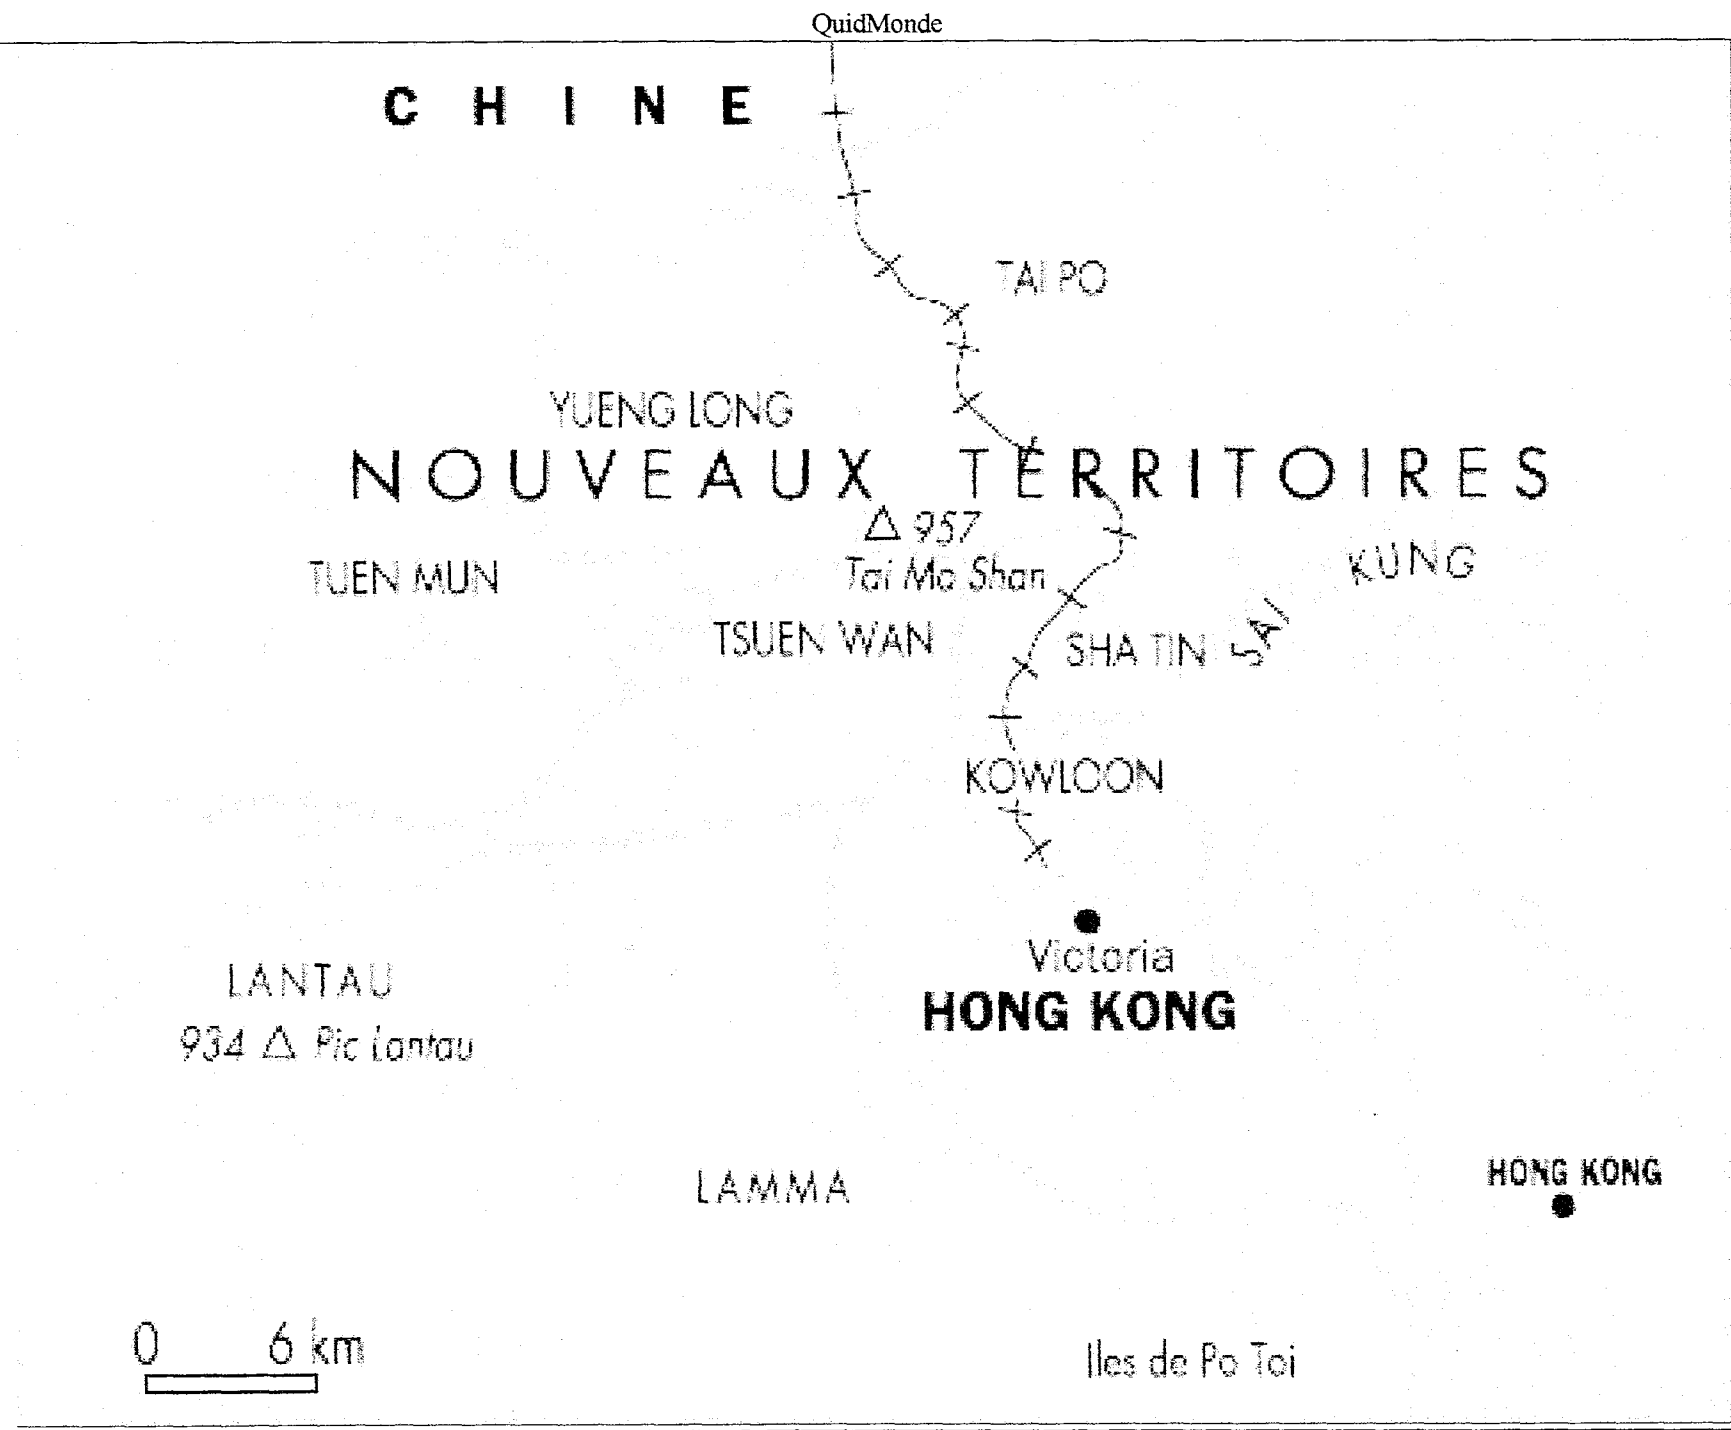 QuidMonde
CHINE
TAI PO
YUENG LONG
NOUVEAUX TERRITOIRES
957
Tai Mo Shan
KUNG
TUEN MUN
TSUEN WAN
SHA TIN
SAI
KOWLOON
Victoria
HONG KONG
LANTAU
934 Pic Lantau
LAMMA
HONG KONG
0 6 km
Iles de Po Toi